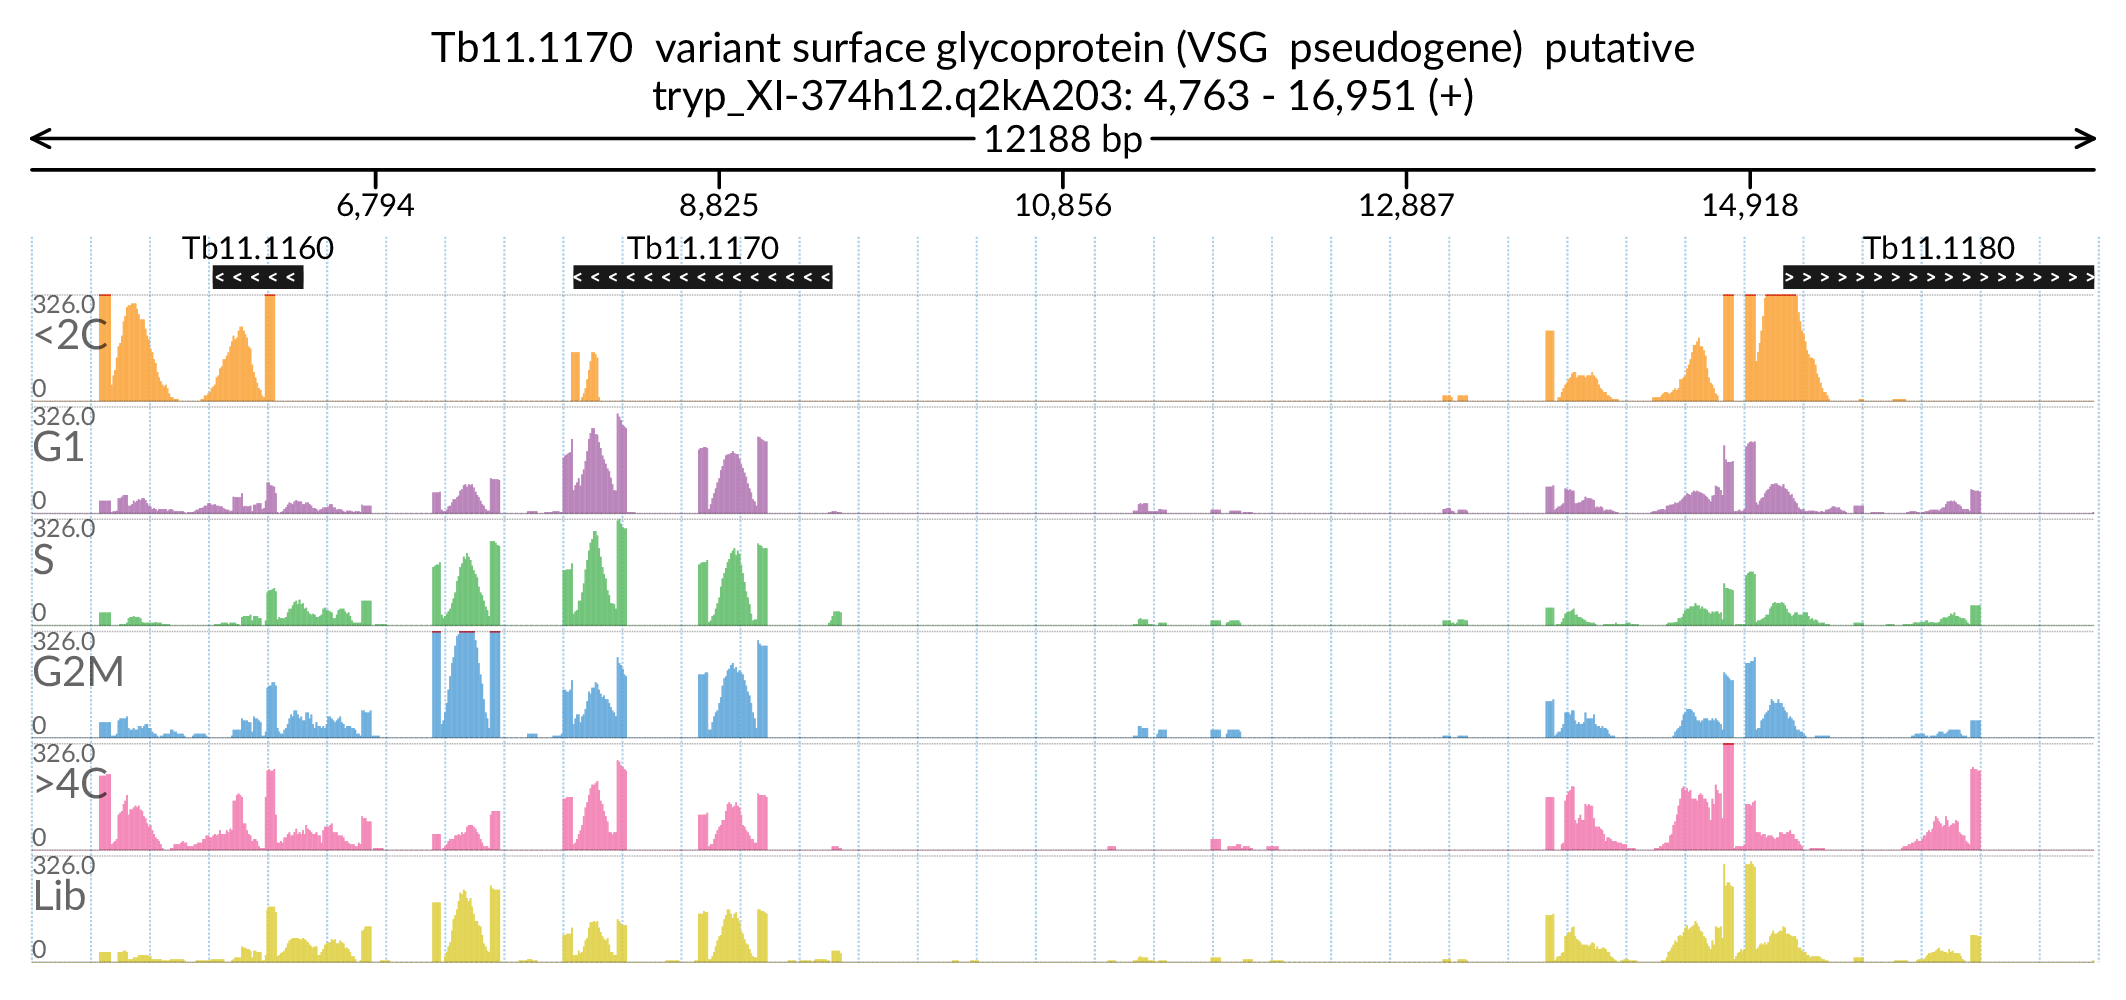 Tb11.1170  variant surface glycoprotein (VSG  pseudogene)  putative
tryp_XI-374h12.q2kA203: 4,763 - 16,951 (+)
12188 bp
6,794 8,825 10,856 12,887 14,918
Tb11.1160 Tb11.1170 Tb11.1180
326.0
<2C
0
326.0
G1
0
326.0
S
0
326.0
G2M
0
326.0
>4C
0
326.0
Lib
0